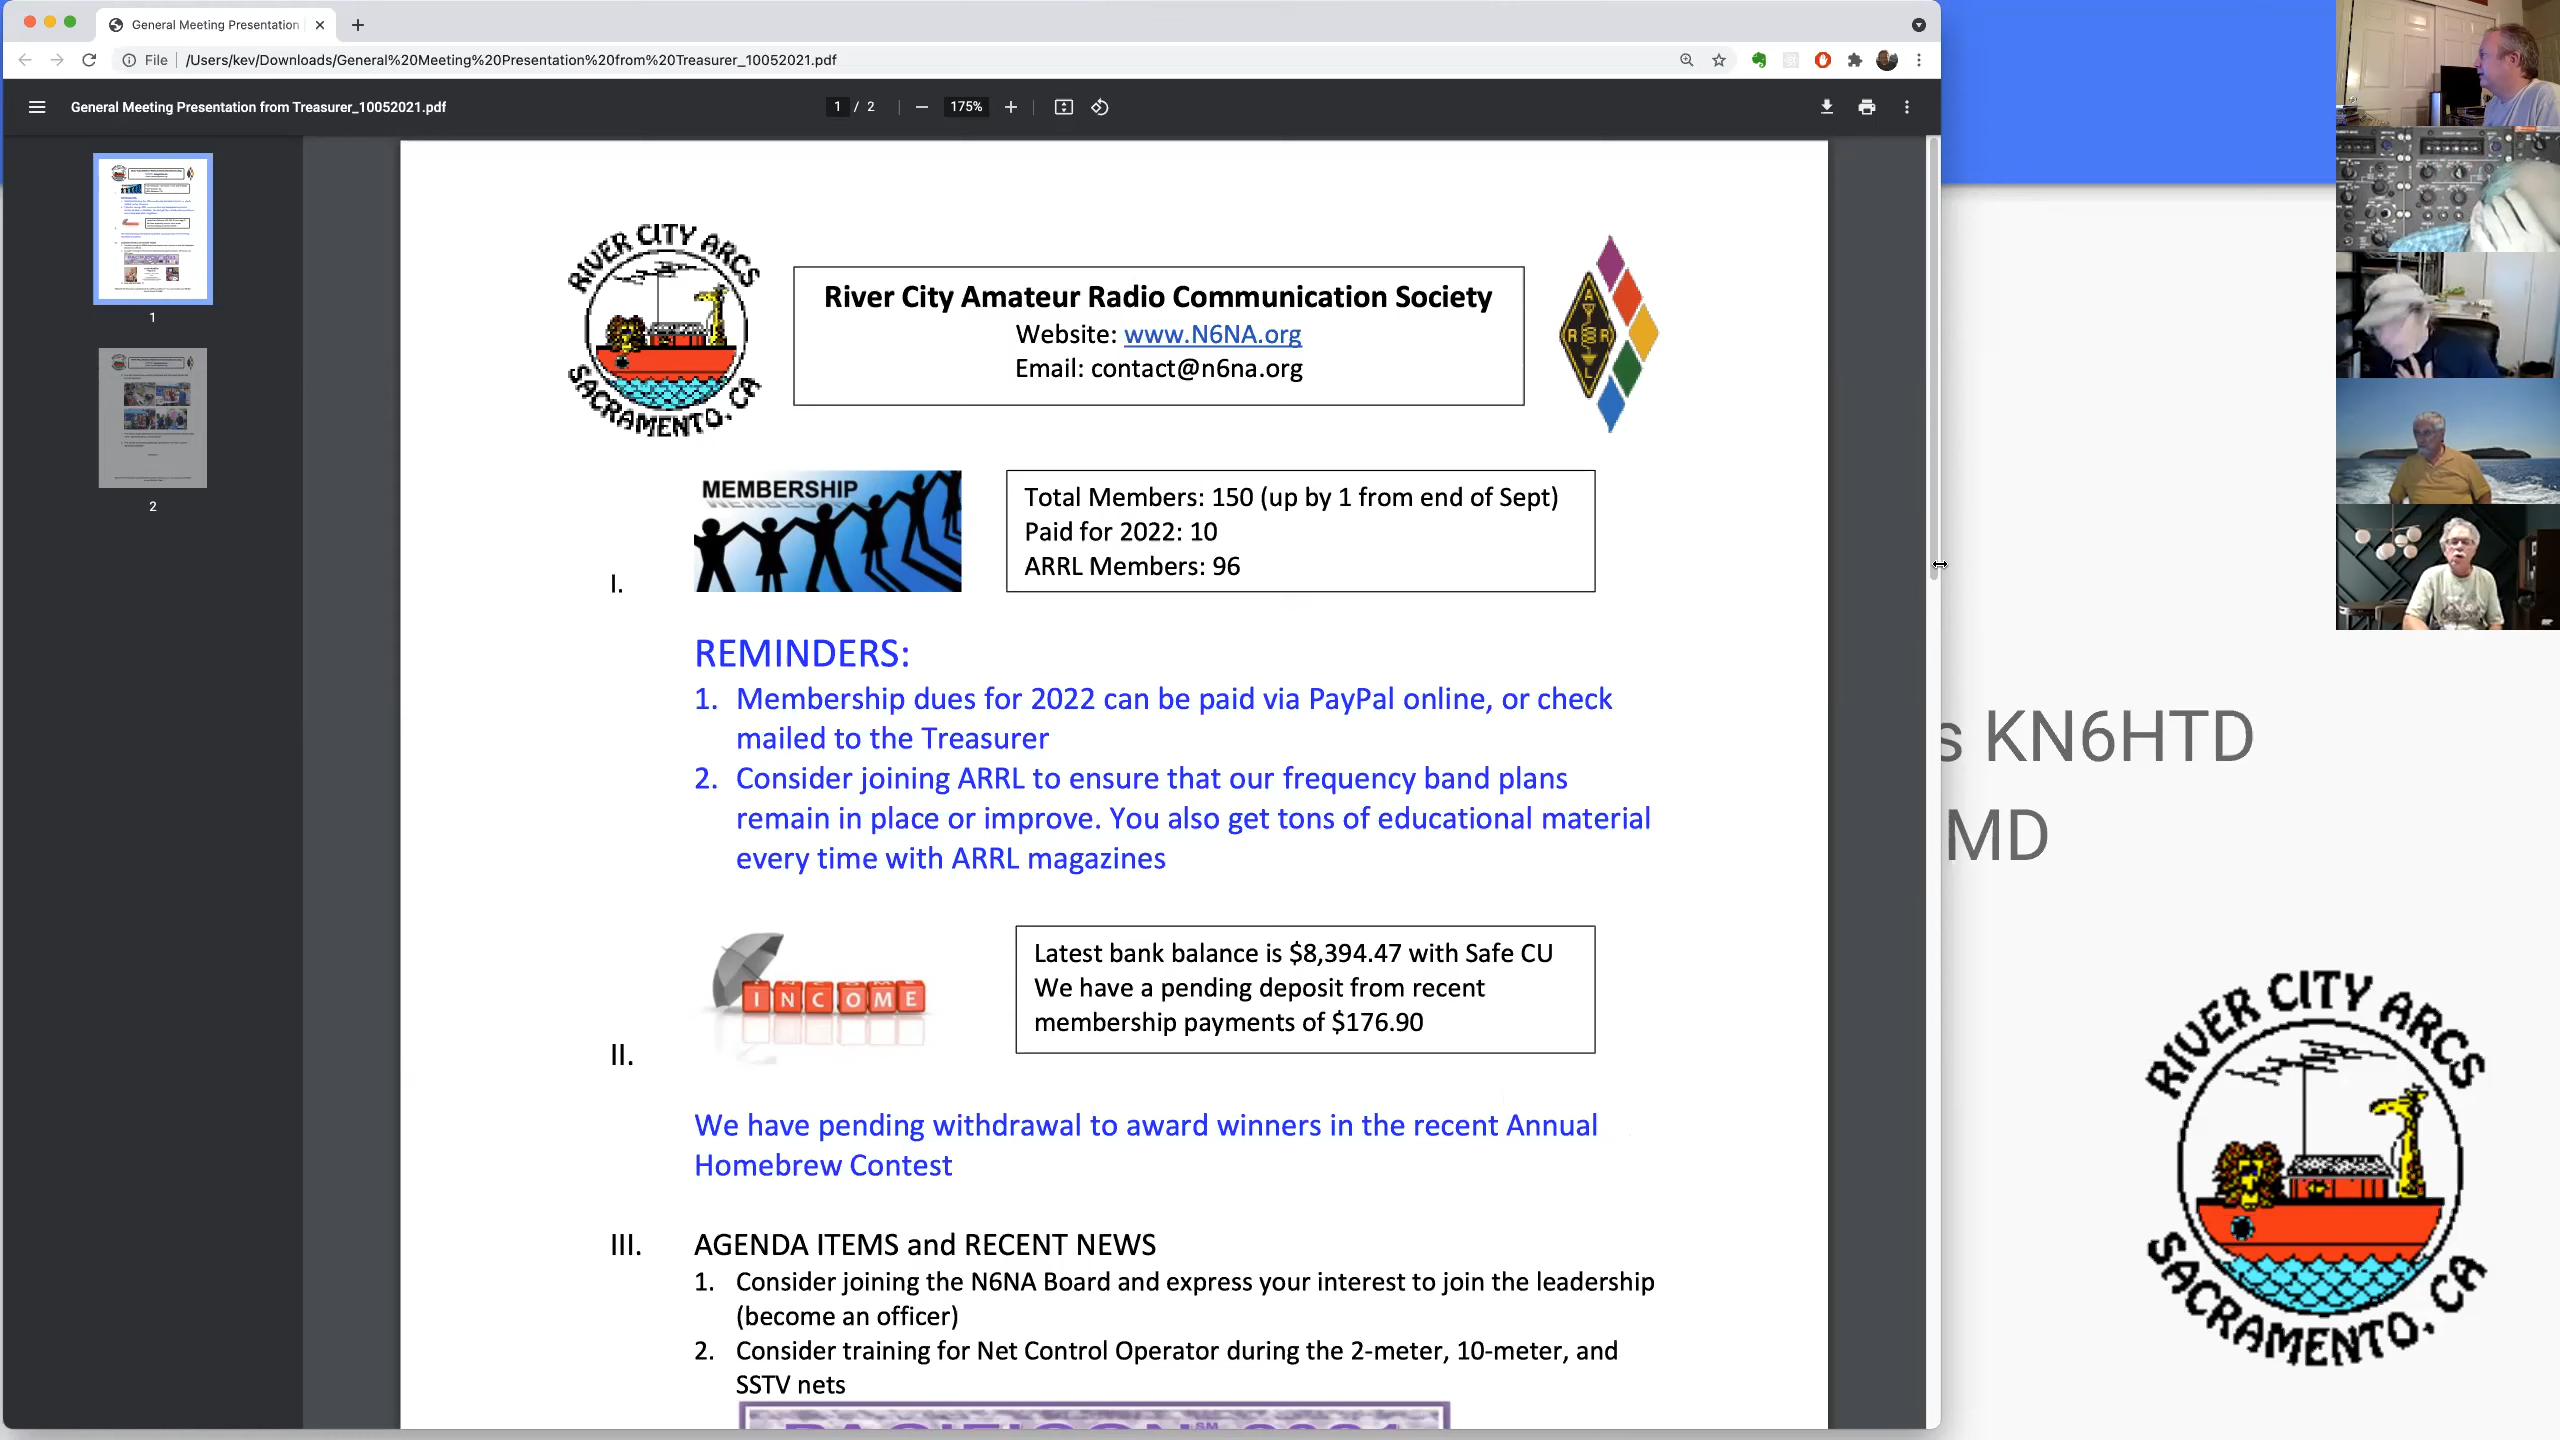 General Meeting Presentation
File
/Users/kev/Downloads/General%20Meeting%20Presentation%20from%20Treasurer_10052021.pdf
General Meeting Presentation from Treasurer_10052021.pdf
1 / 2
175%
1
2
RIVER CITY ARCS
SACRAMENTO, CA
River City Amateur Radio Communication Society
Website: www.N6NA.org
Email: contact@n6na.org
A
R R
L
I.
MEMBERSHIP
Total Members: 150 (up by 1 from end of Sept)
Paid for 2022: 10
ARRL Members: 96
REMINDERS:
1. Membership dues for 2022 can be paid via PayPal online, or check
mailed to the Treasurer
2. Consider joining ARRL to ensure that our frequency band plans
remain in place or improve. You also get tons of educational material
every time with ARRL magazines
II.
INCOME
Latest bank balance is $8,394.47 with Safe CU
We have a pending deposit from recent
membership payments of $176.90
We have pending withdrawal to award winners in the recent Annual
Homebrew Contest
III. AGENDA ITEMS and RECENT NEWS
1. Consider joining the N6NA Board and express your interest to join the leadership
(become an officer)
2. Consider training for Net Control Operator during the 2-meter, 10-meter, and
SSTV nets
s KN6HTD
MD
RIVER CITY ARCS
SACRAMENTO, CA